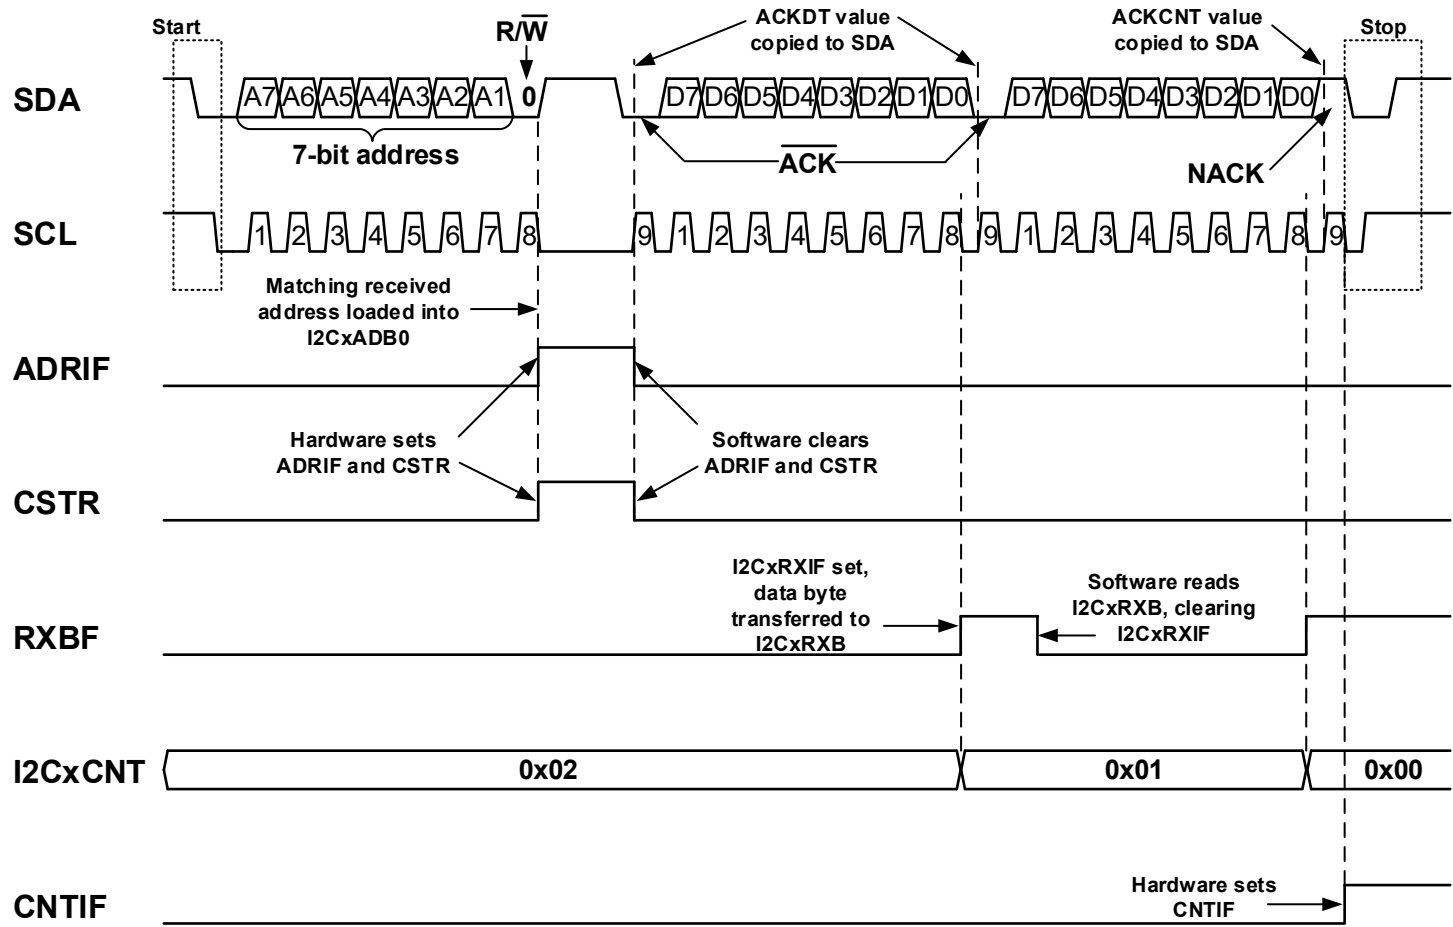 Start
R/W
ACKDT value
copied to SDA
ACKCNT value
copied to SDA
Stop
SDA
A7 A6 A5 A4 A3 A2 A1 0
D7 D6 D5 D4 D3 D2 D1 D0
D7 D6 D5 D4 D3 D2 D1 D0
7-bit address
ACK
NACK
SCL
1 2 3 4 5 6 7 8 9 1 2 3 4 5 6 7 8 9 1 2 3 4 5 6 7 8 9
Matching received
address loaded into
I2CxADB0
ADRIF
Hardware sets
ADRIF and CSTR
Software clears
ADRIF and CSTR
CSTR
I2CxRXIF set,
data byte
transferred to
I2CxRXB
Software reads
I2CxRXB, clearing
I2CxRXIF
RXBF
I2CxCNT
0x02
0x01
0x00
Hardware sets
CNTIF
CNTIF